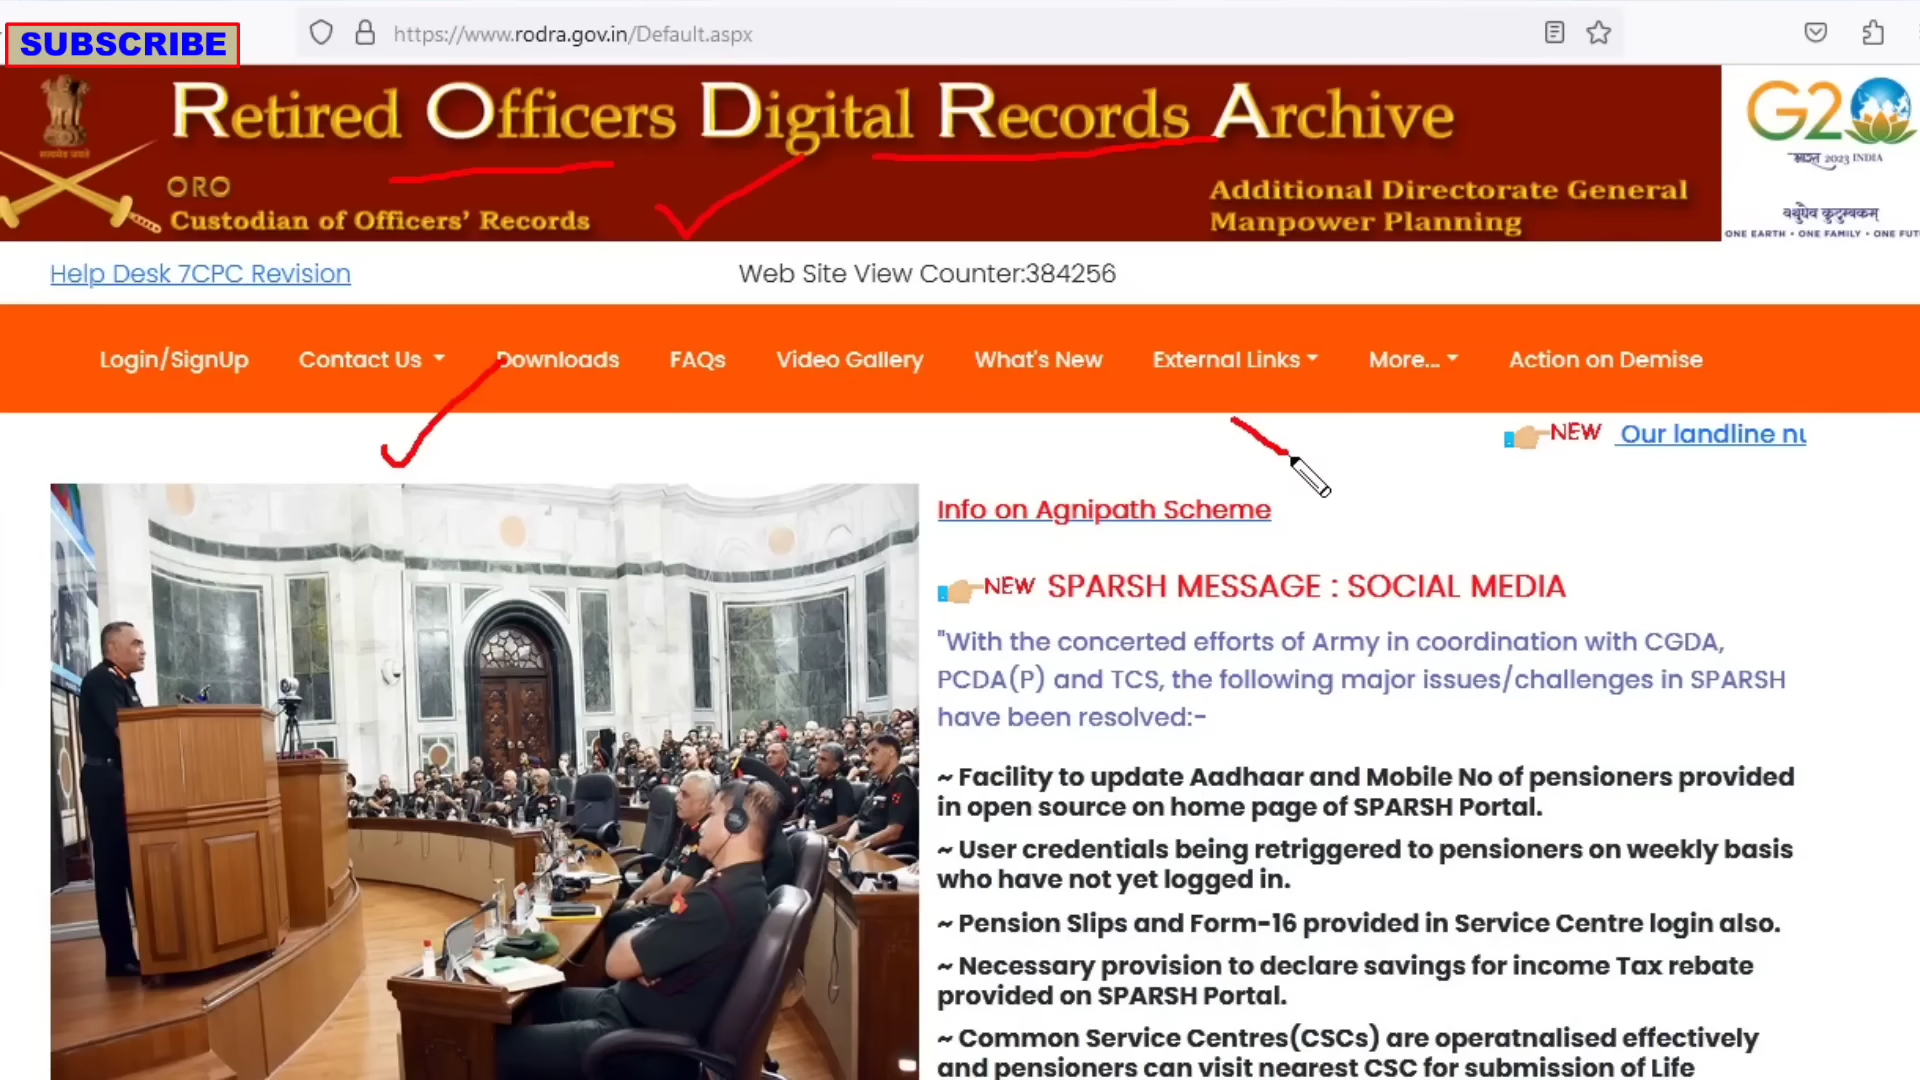 SUBSCRIBE
https://www.rodra.gov.in/Default.aspx
Retired Officers Digital Records Archive
ORO
Custodian of Officers' Records
Additional Directorate General
Manpower Planning
G20
भारत 2023 INDIA
वसुधैव कुटुम्बकम्
ONE EARTH • ONE FAMILY • ONE FUT
Help Desk 7CPC Revision
Web Site View Counter:384256
Login/SignUp Contact Us Downloads FAQs Video Gallery What's New External Links More... Action on Demise
NEW Our landline nu
Info on Agnipath Scheme
NEW SPARSH MESSAGE : SOCIAL MEDIA
"With the concerted efforts of Army in coordination with CGDA,
PCDA(P) and TCS, the following major issues/challenges in SPARSH
have been resolved:-
~ Facility to update Aadhaar and Mobile No of pensioners provided
in open source on home page of SPARSH Portal.
~ User credentials being retriggered to pensioners on weekly basis
who have not yet logged in.
~ Pension Slips and Form-16 provided in Service Centre login also.
~ Necessary provision to declare savings for income Tax rebate
provided on SPARSH Portal.
~ Common Service Centres(CSCs) are operatnalised effectively
and pensioners can visit nearest CSC for submission of Life